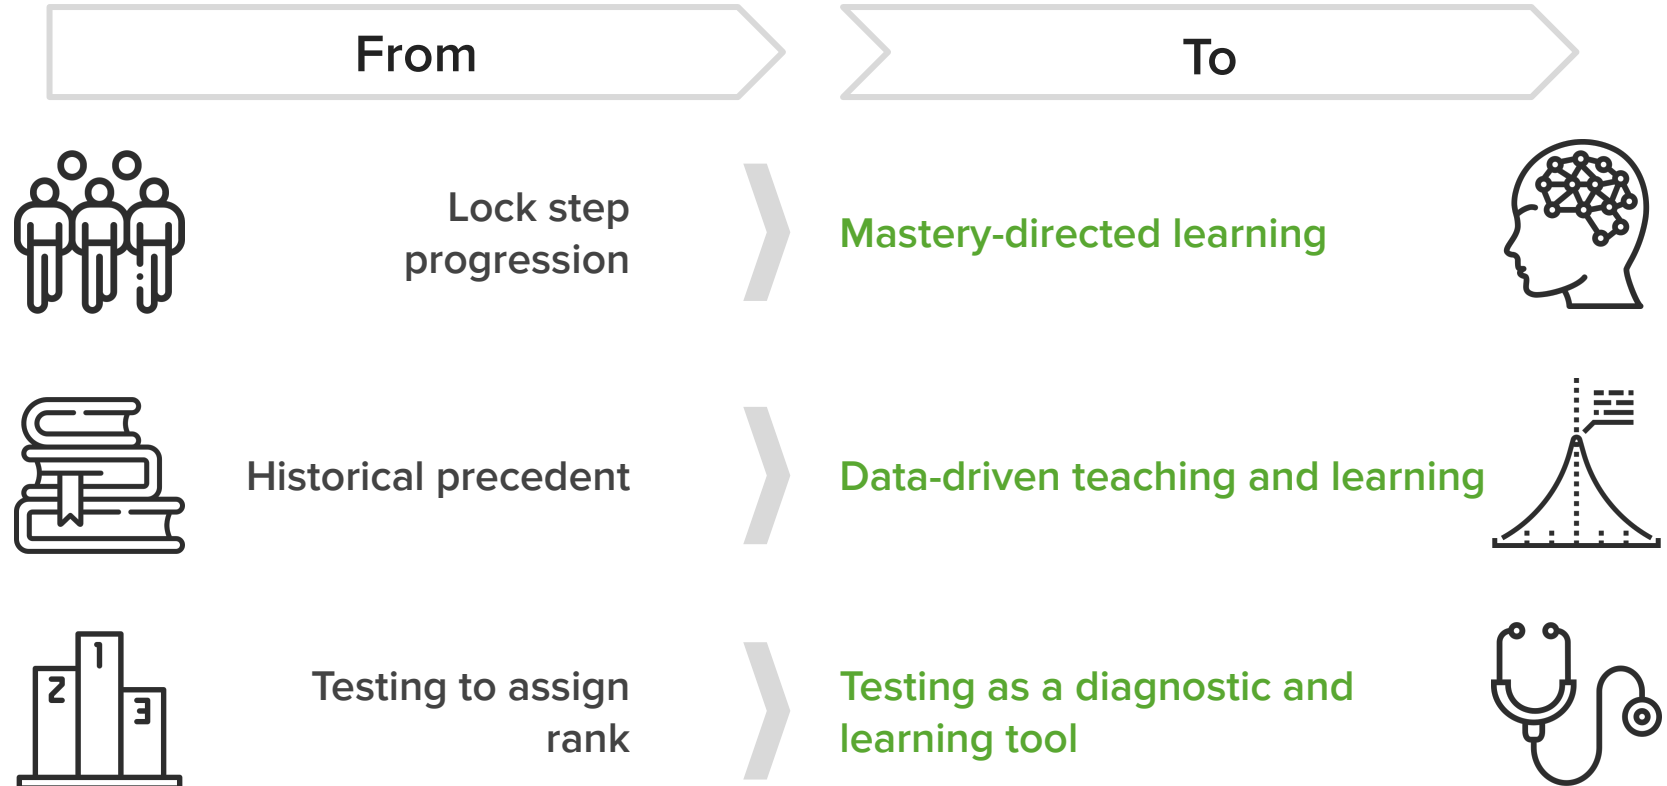 From
To
Lock step
progression
Mastery-directed learning
Historical precedent
Data-driven teaching and learning
1
2
3
Testing to assign
rank
Testing as a diagnostic and
learning tool